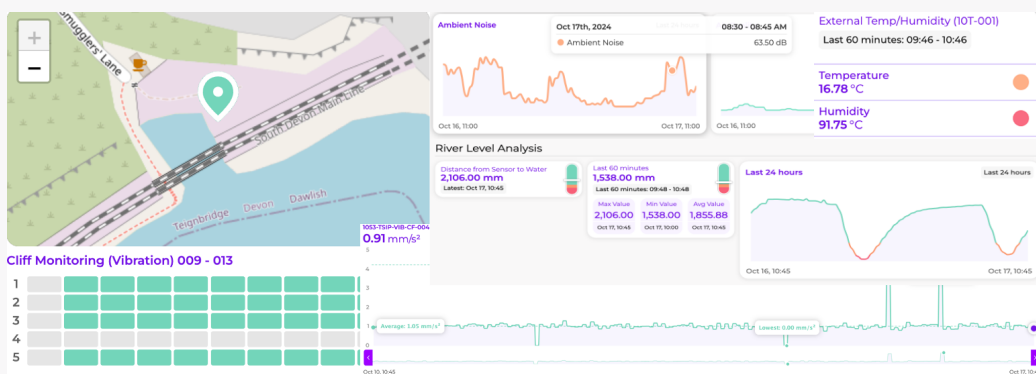 Smugglers' Lane
+
−
South Devon Main Line
Teignbridge Devon Dawlish
Cliff Monitoring (Vibration) 009 - 013
1
2
3
4
5
Ambient Noise
Oct 17th, 2024 08:30 - 08:45 AM
Ambient Noise 63.50 dB
Oct 16, 11:00 Oct 17, 11:00
Oct 16, 11:00
External Temp/Humidity (10T-001)
Last 60 minutes: 09:46 - 10:46
Temperature
16.78 °C
Humidity
91.75 °C
River Level Analysis
Distance from Sensor to Water
2,106.00 mm
Latest: Oct 17, 10:45
Last 60 minutes
1,538.00 mm
Last 60 minutes: 09:48 - 10:48
Max Value Min Value Avg Value
2,106.00 1,538.00 1,855.88
Oct 17, 10:45 Oct 17, 10:00 Oct 17, 10:45
Last 24 hours Last 24 hours
Oct 16, 10:45 Oct 17, 10:45
1053-TSIP-VIB-CF-004
0.91 mm/s²
5
4
3
2
1
0
Average: 1.05 mm/s²
Lowest: 0.00 mm/s²
Oct 10, 10:45